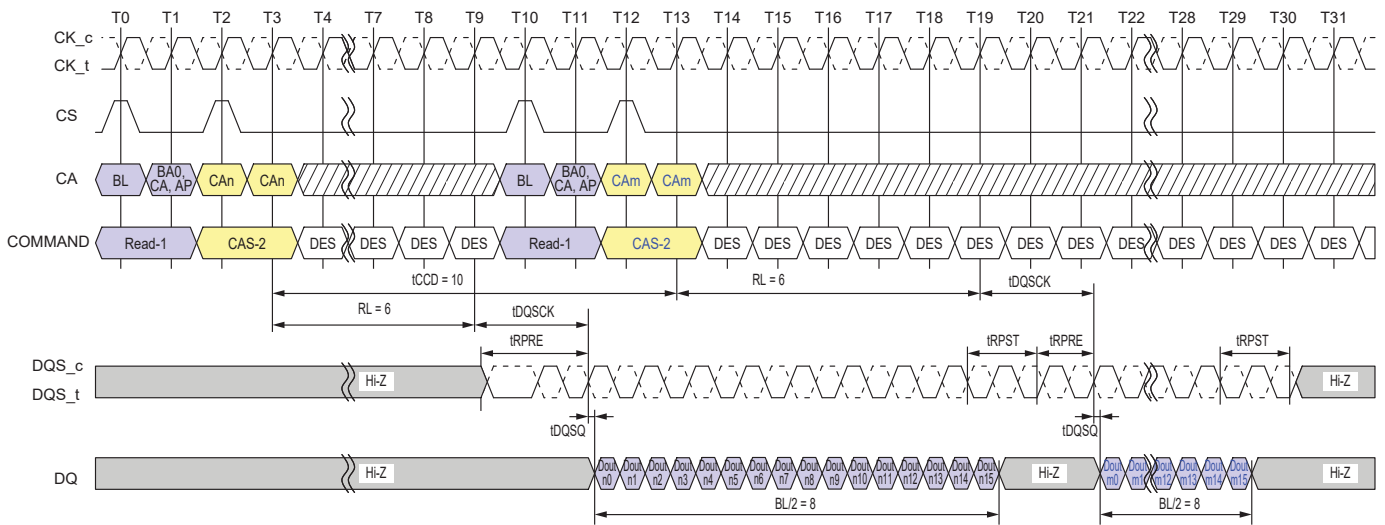 T0 T1 T2 T3 T4 T7 T8 T9 T10 T11 T12 T13 T14 T15 T16 T17 T18 T19 T20 T21 T22 T28 T29 T30 T31
CK_c
CK_t
CS
CA BL BA0, CA, AP CAn CAn BL BA0, CA, AP CAm CAm
COMMAND Read-1 CAS-2 DES DES DES DES Read-1 CAS-2 DES DES DES DES DES DES DES DES DES DES DES DES DES
tCCD = 10 RL = 6 tDQSCK
RL = 6 tDQSCK
tRPRE tRPST tRPRE tRPST
DQS_c
DQS_t Hi-Z Hi-Z
tDQSQ tDQSQ
DQ Hi-Z Dout n0 Dout n1 Dout n2 Dout n3 Dout n4 Dout n5 Dout n6 Dout n7 Dout n8 Dout n9 Dout n10 Dout n11 Dout n12 Dout n13 Dout n14 Dout n15 Hi-Z Dout m0 Dout m1 Dout m12 Dout m13 Dout m14 Dout m15 Hi-Z
BL/2 = 8 BL/2 = 8